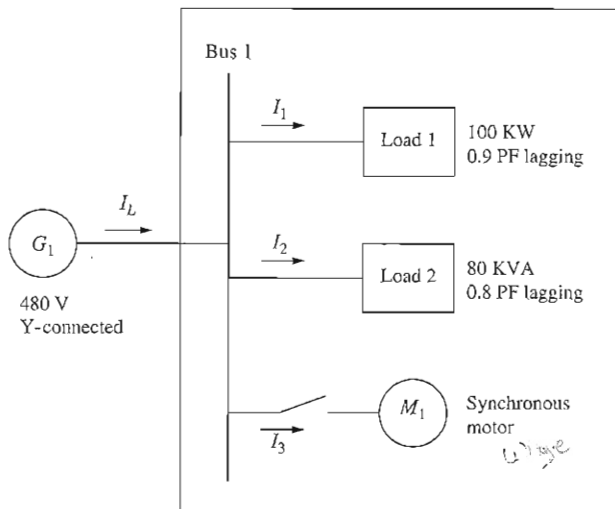 Bus 1
I₁
Load 1
100 KW
0.9 PF lagging
I_L
G₁
480 V
Y-connected
I₂
Load 2
80 KVA
0.8 PF lagging
I₃
M₁
Synchronous
motor